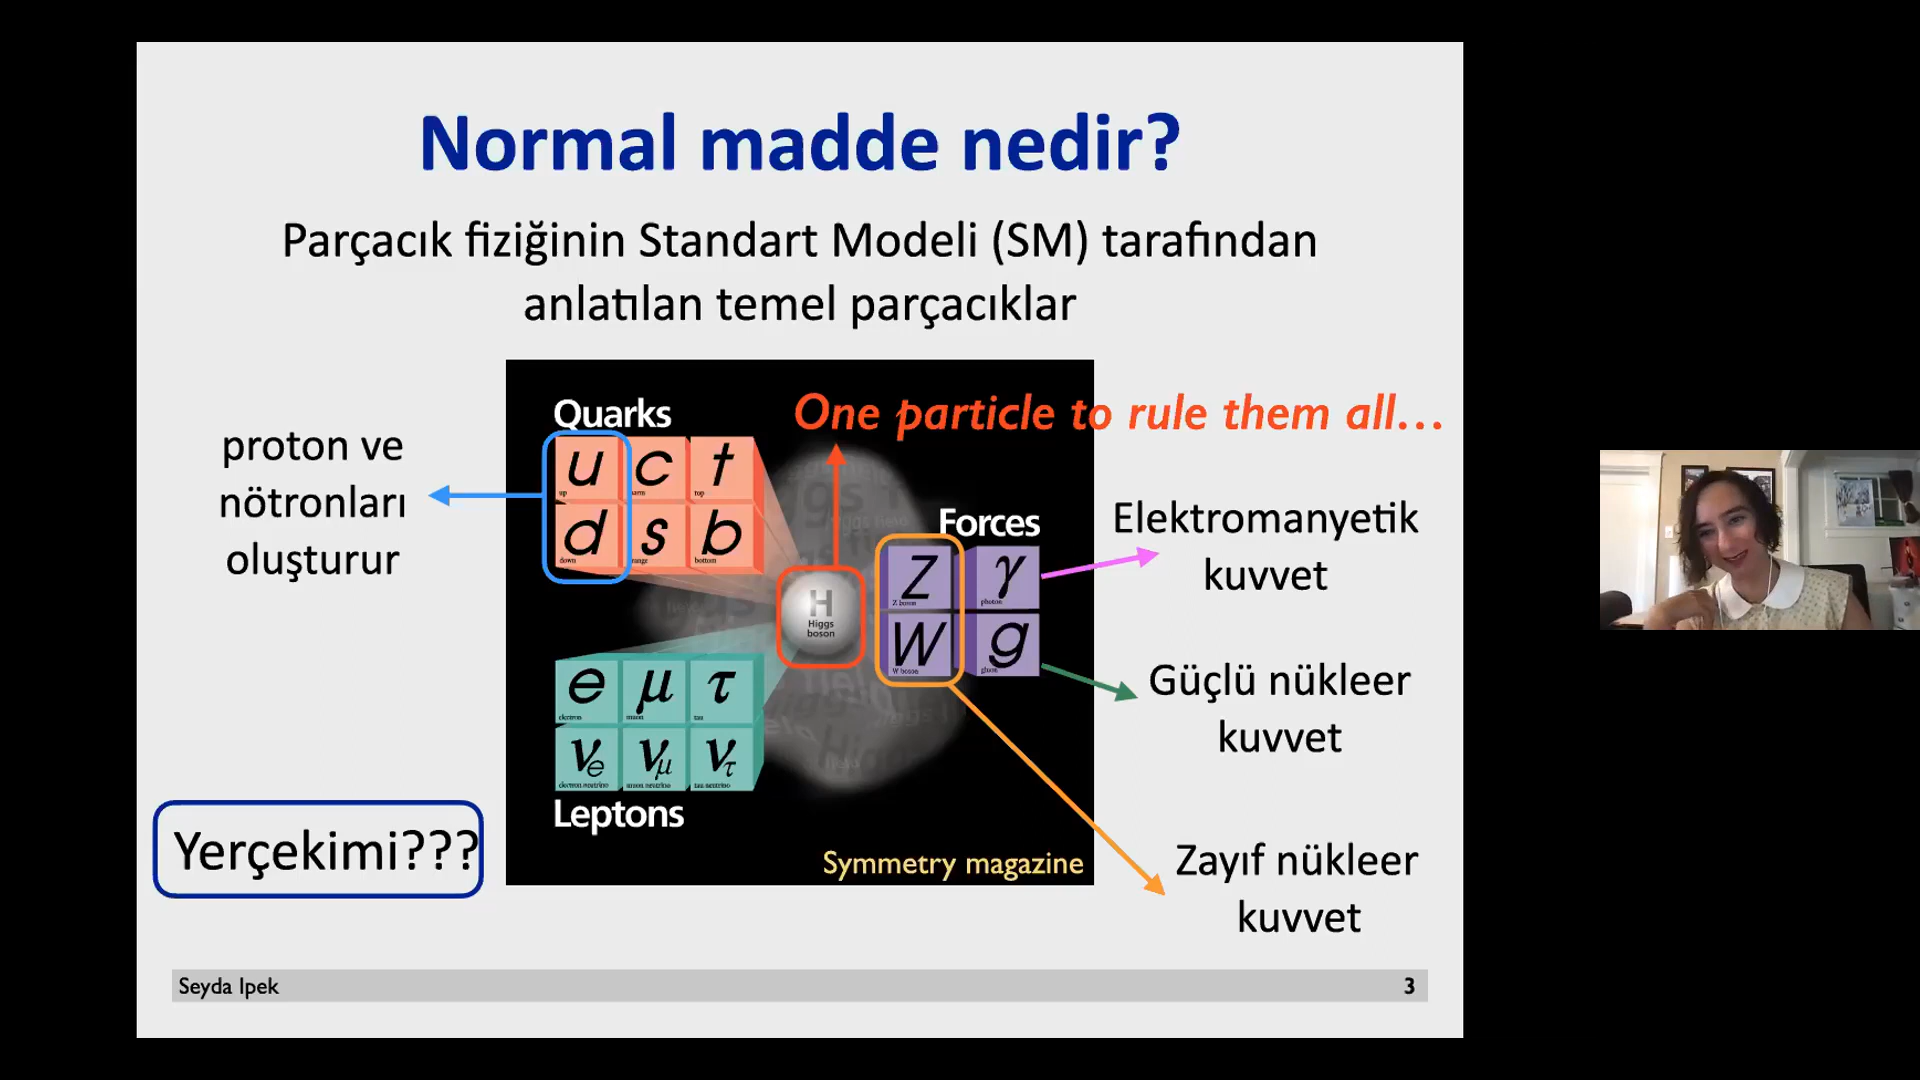 Normal madde nedir?
Parçacık fiziğinin Standart Modeli (SM) tarafından
anlatılan temel parçacıklar
Quarks
One particle to rule them all...
proton ve
nötronları
oluşturur
u c t
up top
d s b
down bottom
H
Higgs
boson
Forces
Z γ
Z boson photon
W g
W boson gluon
Elektromanyetik
kuvvet
Güçlü nükleer
kuvvet
Zayıf nükleer
kuvvet
e μ τ
electron muon tau
νe νμ ντ
electron neutrino muon neutrino tau neutrino
Leptons
Yerçekimi???
Symmetry magazine
Seyda Ipek
3